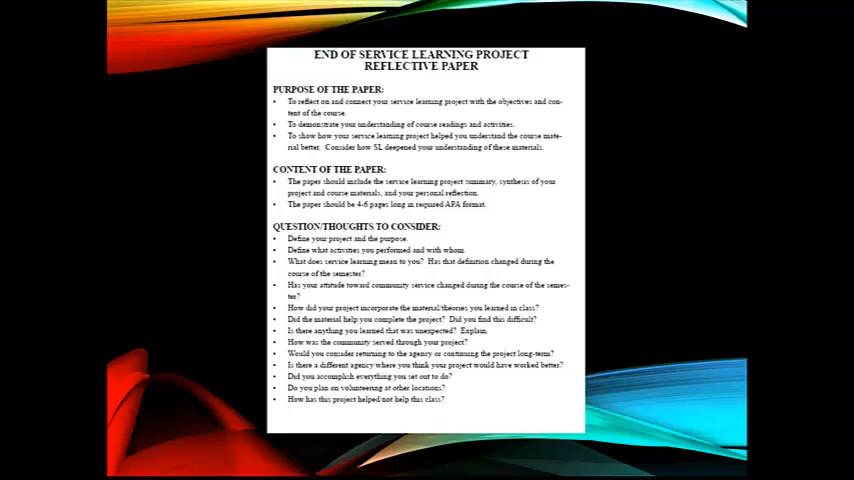 END OF SERVICE LEARNING PROJECT
REFLECTIVE PAPER
PURPOSE OF THE PAPER:
• To reflect on and connect your service learning project with the objectives and con-
tent of the course.
• To demonstrate your understanding of course readings and activities.
• To show how your service learning project helped you understand the course mate-
rial better. Consider how SL deepened your understanding of these materials.
CONTENT OF THE PAPER:
• The paper should include the service learning project summary, synthesis of your
project and course materials, and your personal reflection.
• The paper should be 4-6 pages long in required APA format.
QUESTION/THOUGHTS TO CONSIDER:
• Define your project and the purpose.
• Define what activities you performed and with whom.
• What does service learning mean to you? Has that definition changed during the
course of the semester?
• Has your attitude toward community service changed during the course of the semes-
ter?
• How did your project incorporate the material/theories you learned in class?
• Did the material help you complete the project? Did you find this difficult?
• Is there anything you learned that was unexpected? Explain.
• How was the community served through your project?
• Would you consider returning to the agency or continuing the project long-term?
• Is there a different agency where you think your project would have worked better?
• Did you accomplish everything you set out to do?
• Do you plan on volunteering at other locations?
• How has this project helped/not help this class?